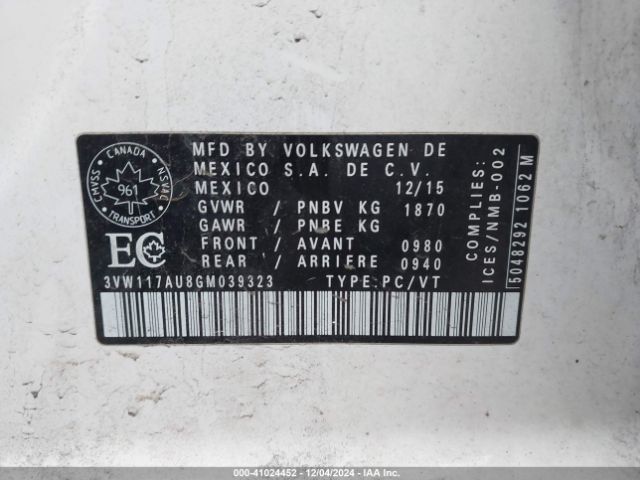 CANADA
CMVSS
NSVAC
961
TRANSPORT
EC
MFD BY VOLKSWAGEN DE
MEXICO S.A. DE C.V.
MEXICO 12/15
GVWR / PNBV KG 1870
GAWR / PNBE KG
FRONT / AVANT 0980
REAR / ARRIERE 0940
3VW117AU8GM039323 TYPE:PC/VT
COMPLIES:
ICES/NMB-002
5048292 1062 M
000-41024452 - 12/04/2024 - IAA Inc.